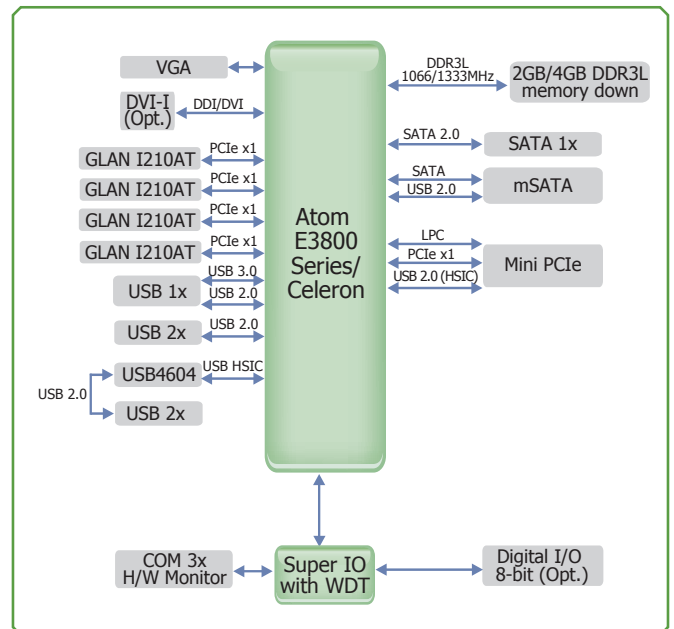 VGA
DVI-I
(Opt.)
DDI/DVI
GLAN I210AT
PCIe x1
GLAN I210AT
PCIe x1
GLAN I210AT
PCIe x1
GLAN I210AT
PCIe x1
USB 1x
USB 3.0
USB 2.0
USB 2x
USB 2.0
USB4604
USB HSIC
USB 2.0
USB 2x
Atom
E3800
Series/
Celeron
DDR3L
1066/1333MHz
2GB/4GB DDR3L
memory down
SATA 2.0
SATA 1x
SATA
USB 2.0
mSATA
LPC
PCIe x1
USB 2.0 (HSIC)
Mini PCIe
COM 3x
H/W Monitor
Super IO
with WDT
Digital I/O
8-bit (Opt.)